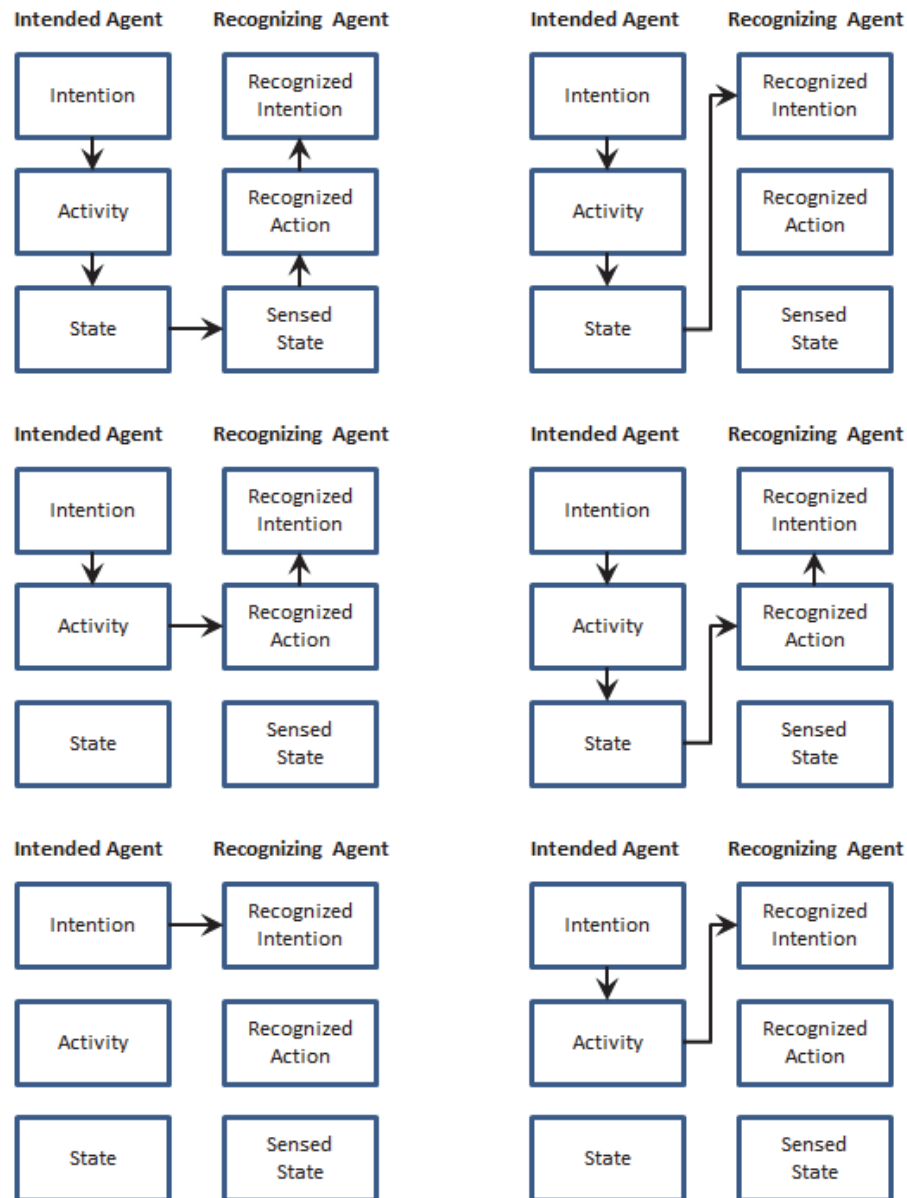 Intended Agent Recognizing Agent
Intention
Recognized
Intention
Activity
Recognized
Action
State
Sensed
State
Intended Agent Recognizing Agent
Intention
Recognized
Intention
Activity
Recognized
Action
State
Sensed
State
Intended Agent Recognizing Agent
Intention
Recognized
Intention
Activity
Recognized
Action
State
Sensed
State
Intended Agent Recognizing Agent
Intention
Recognized
Intention
Activity
Recognized
Action
State
Sensed
State
Intended Agent Recognizing Agent
Intention
Recognized
Intention
Activity
Recognized
Action
State
Sensed
State
Intended Agent Recognizing Agent
Intention
Recognized
Intention
Activity
Recognized
Action
State
Sensed
State